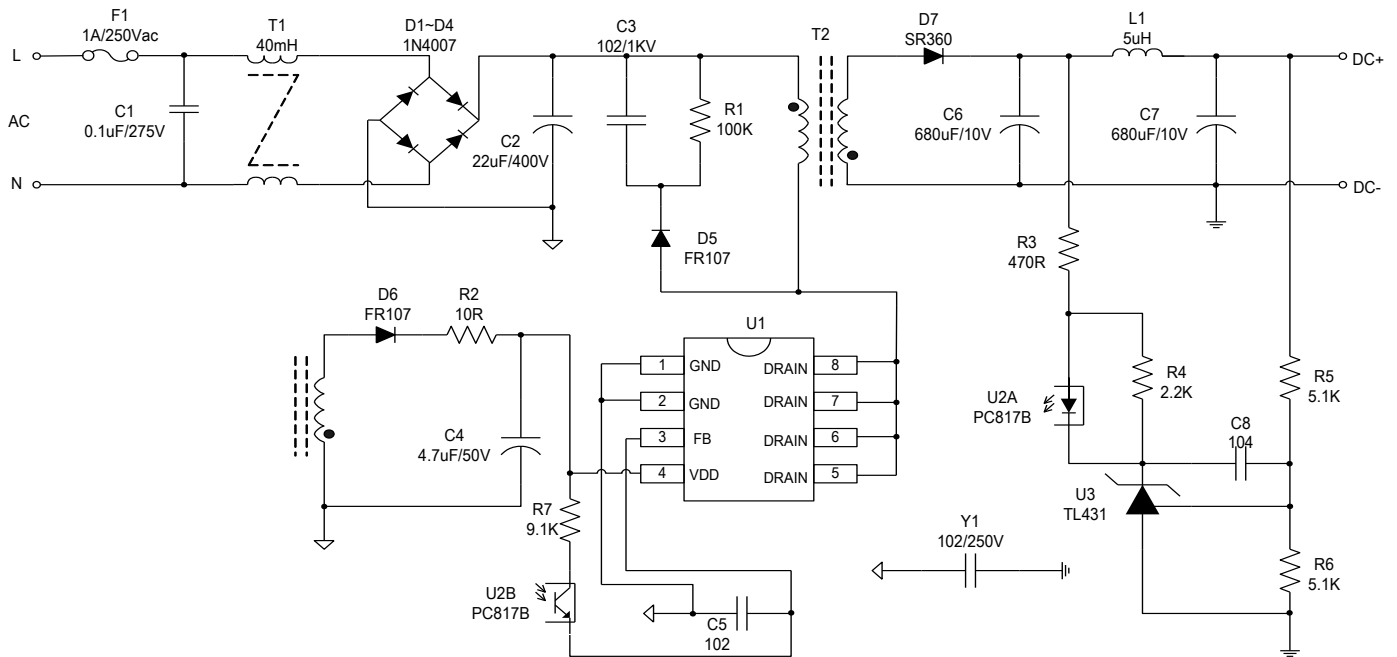 F1
1A/250Vac
T1
40mH
D1~D4
1N4007
C3
102/1KV
T2
D7
SR360
L1
5uH
L
AC
N
DC+
DC-
C1
0.1uF/275V
C2
22uF/400V
R1
100K
C6
680uF/10V
C7
680uF/10V
D5
FR107
R3
470R
D6
FR107
R2
10R
U1
1
GND
DRAIN
8
2
GND
DRAIN
7
3
FB
DRAIN
6
4
VDD
DRAIN
5
C4
4.7uF/50V
U2A
PC817B
R4
2.2K
R5
5.1K
C8
104
U3
TL431
R7
9.1K
Y1
102/250V
R6
5.1K
U2B
PC817B
C5
102